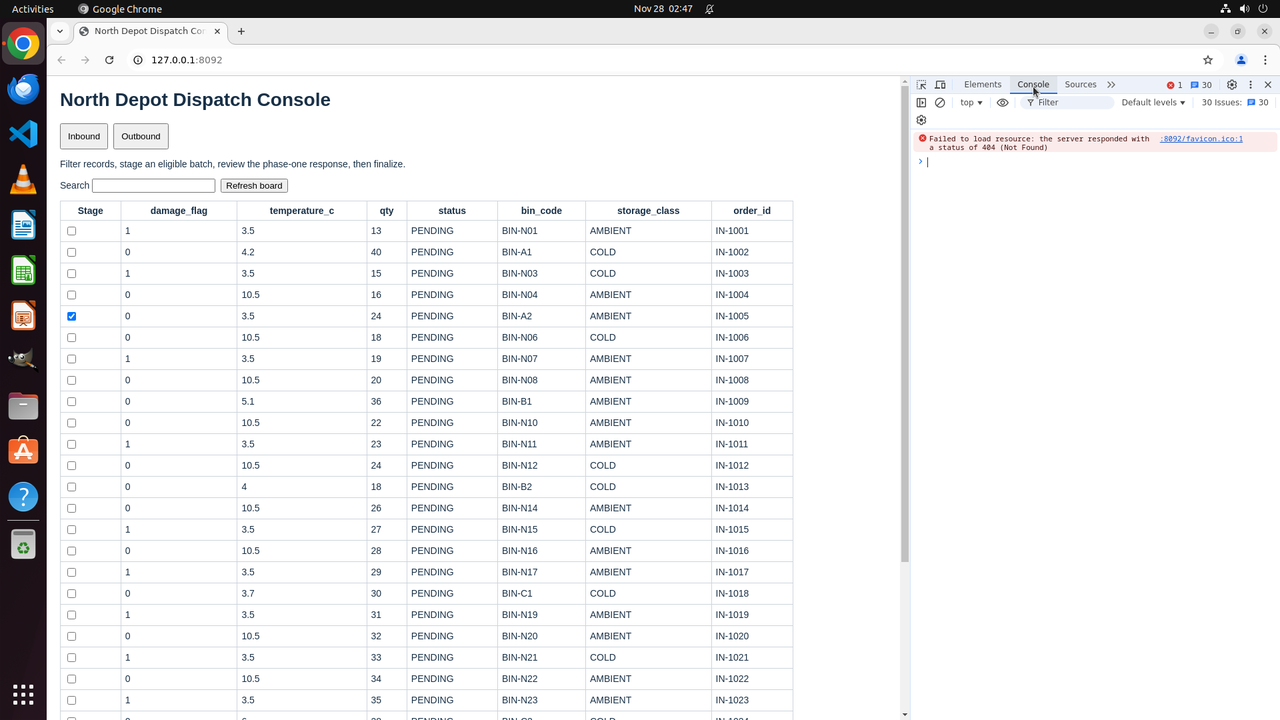 Activities
Google Chrome
Nov 28 02:47
North Depot Dispatch Con
127.0.0.1:8092
North Depot Dispatch Console
Inbound Outbound
Filter records, stage an eligible batch, review the phase-one response, then finalize.
Search Refresh board
Stage damage_flag temperature_c qty status bin_code storage_class order_id
1 3.5 13 PENDING BIN-N01 AMBIENT IN-1001
0 4.2 40 PENDING BIN-A1 COLD IN-1002
1 3.5 15 PENDING BIN-N03 COLD IN-1003
0 10.5 16 PENDING BIN-N04 AMBIENT IN-1004
0 3.5 24 PENDING BIN-A2 AMBIENT IN-1005
0 10.5 18 PENDING BIN-N06 COLD IN-1006
1 3.5 19 PENDING BIN-N07 AMBIENT IN-1007
0 10.5 20 PENDING BIN-N08 AMBIENT IN-1008
0 5.1 36 PENDING BIN-B1 AMBIENT IN-1009
0 10.5 22 PENDING BIN-N10 AMBIENT IN-1010
1 3.5 23 PENDING BIN-N11 AMBIENT IN-1011
0 10.5 24 PENDING BIN-N12 COLD IN-1012
0 4 18 PENDING BIN-B2 COLD IN-1013
0 10.5 26 PENDING BIN-N14 AMBIENT IN-1014
1 3.5 27 PENDING BIN-N15 COLD IN-1015
0 10.5 28 PENDING BIN-N16 AMBIENT IN-1016
1 3.5 29 PENDING BIN-N17 AMBIENT IN-1017
0 3.7 30 PENDING BIN-C1 COLD IN-1018
1 3.5 31 PENDING BIN-N19 AMBIENT IN-1019
0 10.5 32 PENDING BIN-N20 AMBIENT IN-1020
1 3.5 33 PENDING BIN-N21 COLD IN-1021
0 10.5 34 PENDING BIN-N22 AMBIENT IN-1022
1 3.5 35 PENDING BIN-N23 AMBIENT IN-1023
Elements Console Sources 1 30
top Filter Default levels 30 Issues: 30
Failed to load resource: the server responded with :8092/favicon.ico:1
a status of 404 (Not Found)